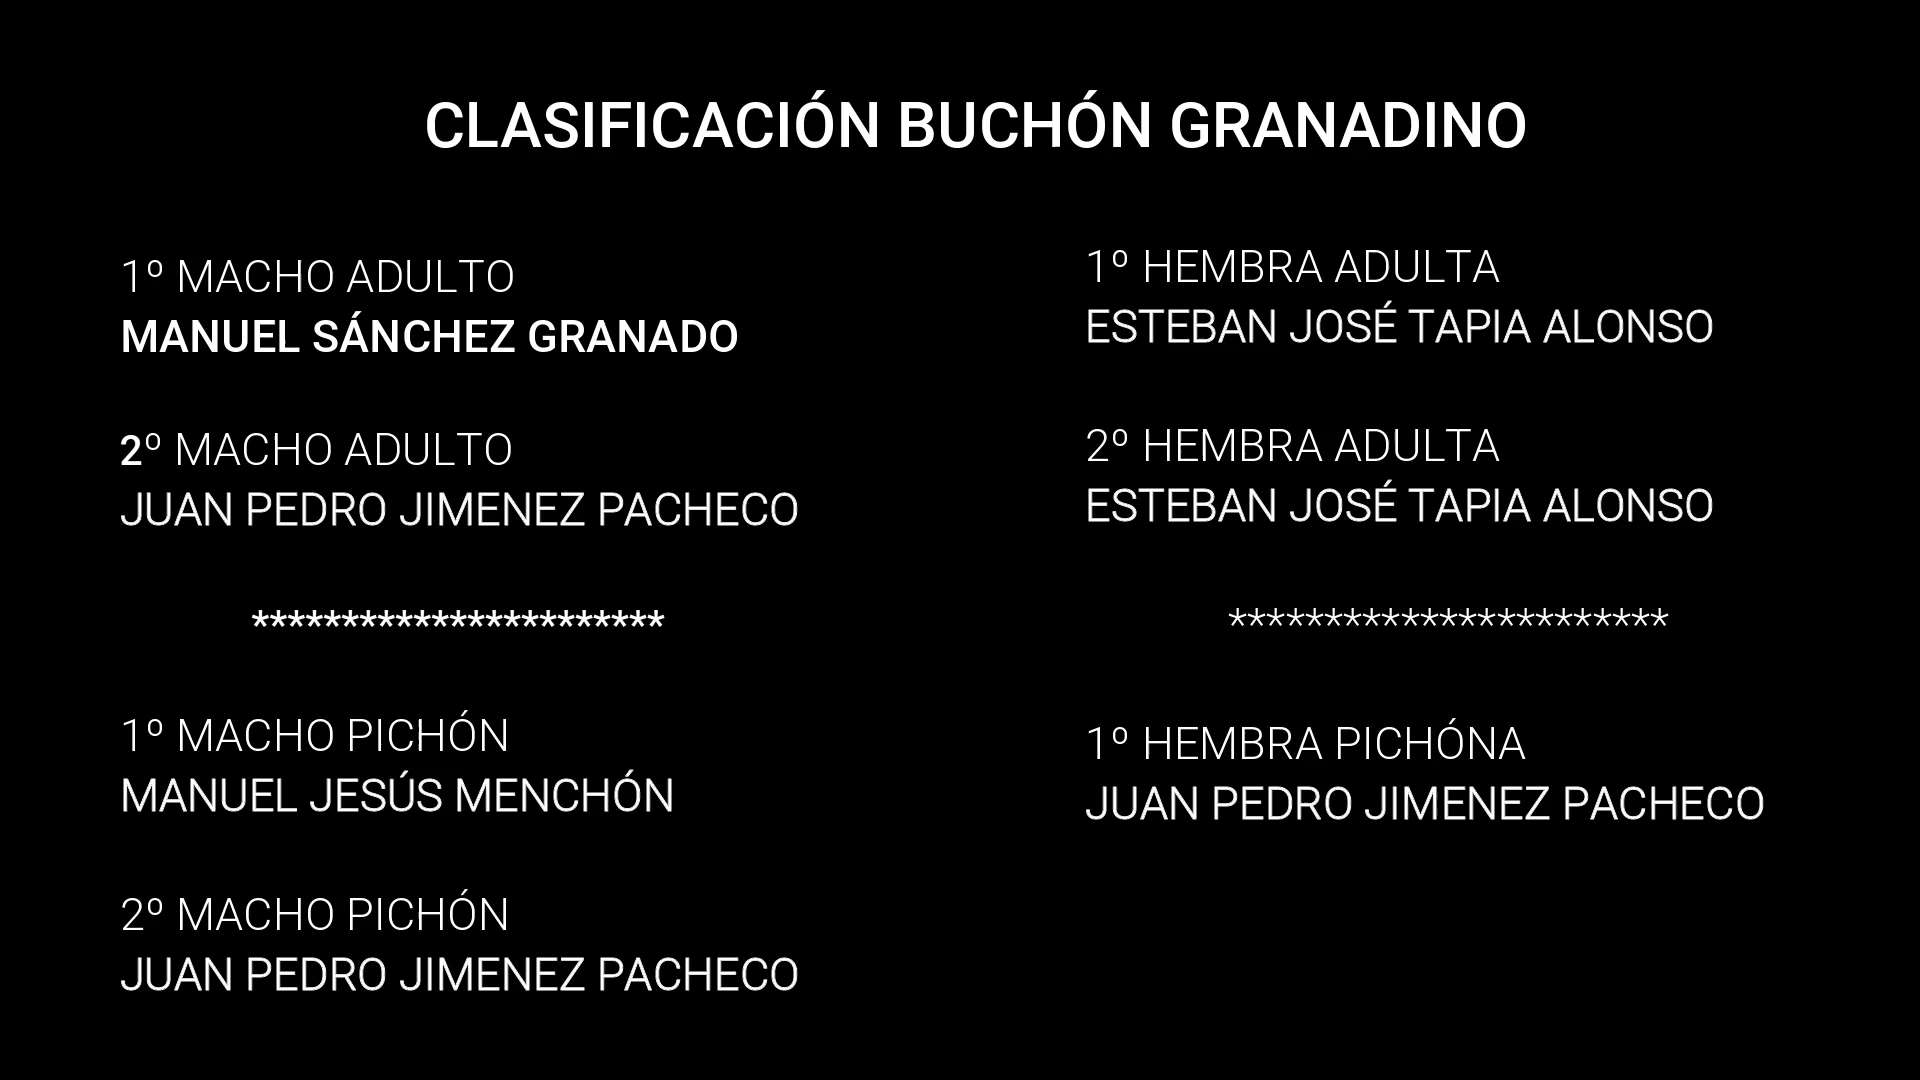 CLASIFICACIÓN BUCHÓN GRANADINO
1º MACHO ADULTO
MANUEL SÁNCHEZ GRANADO
2º MACHO ADULTO
JUAN PEDRO JIMENEZ PACHECO
***********************
1º MACHO PICHÓN
MANUEL JESÚS MENCHÓN
2º MACHO PICHÓN
JUAN PEDRO JIMENEZ PACHECO
1º HEMBRA ADULTA
ESTEBAN JOSÉ TAPIA ALONSO
2º HEMBRA ADULTA
ESTEBAN JOSÉ TAPIA ALONSO
***********************
1º HEMBRA PICHÓNA
JUAN PEDRO JIMENEZ PACHECO